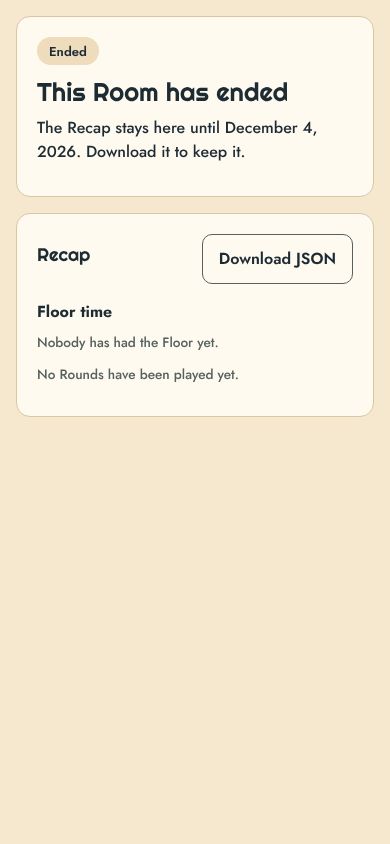 Ended
This Room has ended
The Recap stays here until December 4,
2026. Download it to keep it.
Recap
Download JSON
Floor time
Nobody has had the Floor yet.
No Rounds have been played yet.